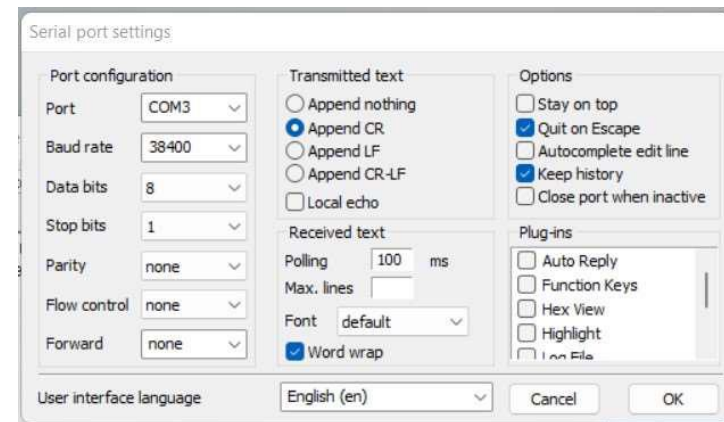 Serial port settings
Port configuration
Port COM3
Baud rate 38400
Data bits 8
Stop bits 1
Parity none
Flow control none
Forward none
Transmitted text
Append nothing
Append CR
Append LF
Append CR-LF
Local echo
Received text
Polling 100 ms
Max. lines
Font default
Word wrap
Options
Stay on top
Quit on Escape
Autocomplete edit line
Keep history
Close port when inactive
Plug-ins
Auto Reply
Function Keys
Hex View
Highlight
Log File
User interface language English (en) Cancel OK